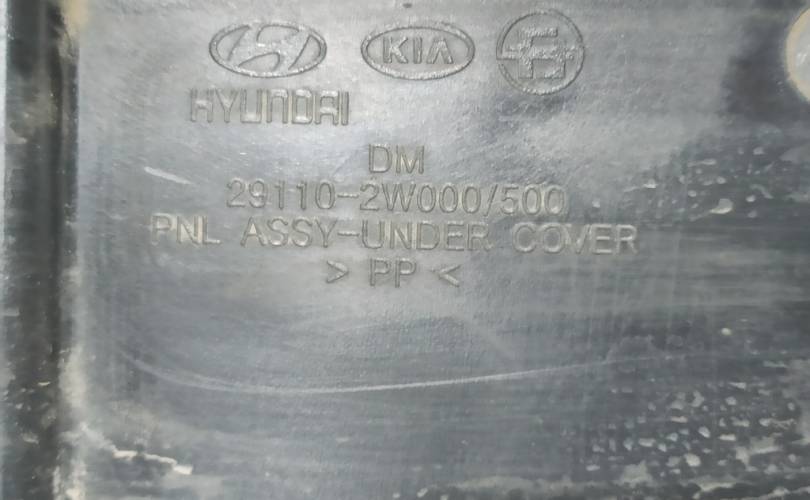 KIA
HYUNDAI
DM
29110-2W000/500
PNL ASSY-UNDER COVER
> PP <